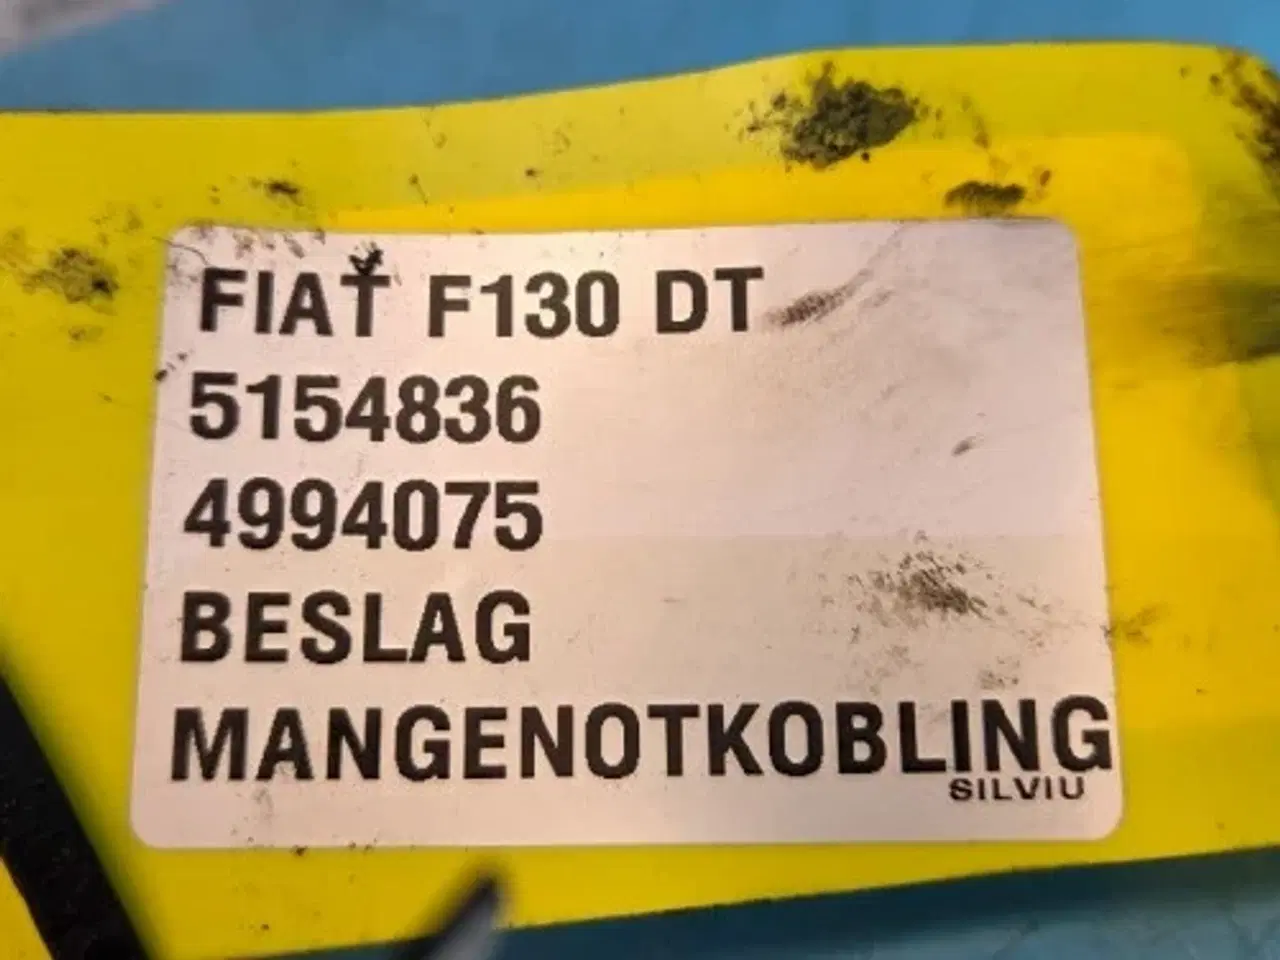 FIAT F130 DT
5154836
4994075
BESLAG
MANGENOTKOBLING
SILVIU